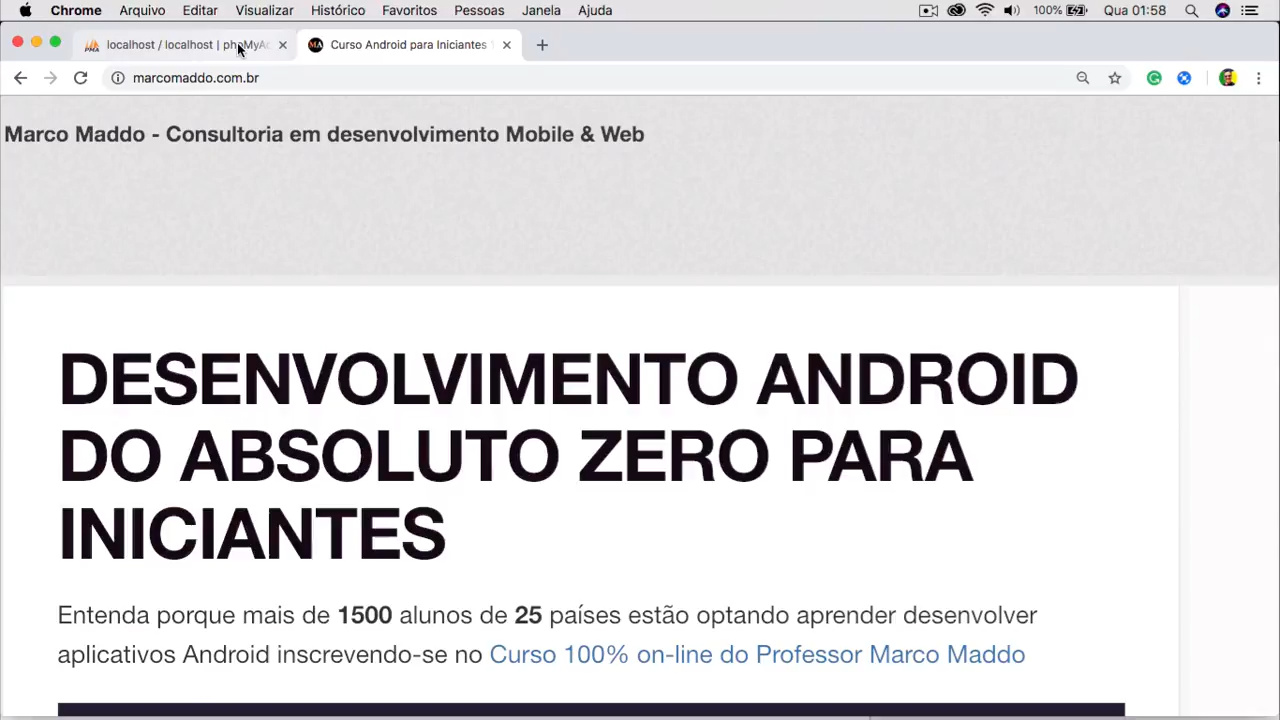 Chrome Arquivo Editar Visualizar Histórico Favoritos Pessoas Janela Ajuda 100% Qua 01:58
PMA localhost / localhost | phpMyAd MA Curso Android para Iniciantes
marcomaddo.com.br
Marco Maddo - Consultoria em desenvolvimento Mobile & Web
DESENVOLVIMENTO ANDROID
DO ABSOLUTO ZERO PARA
INICIANTES
Entenda porque mais de 1500 alunos de 25 países estão optando aprender desenvolver
aplicativos Android inscrevendo-se no Curso 100% on-line do Professor Marco Maddo